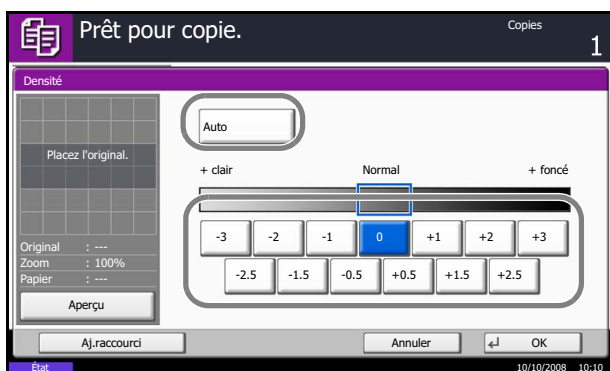 Prêt pour copie.
Copies
1
Densité
Placez l'original.
Original : ---
Zoom : 100%
Papier : ---
Aperçu
Auto
+ clair Normal + foncé
-3 -2 -1 0 +1 +2 +3
-2.5 -1.5 -0.5 +0.5 +1.5 +2.5
Aj.raccourci Annuler OK
État 10/10/2008 10:10